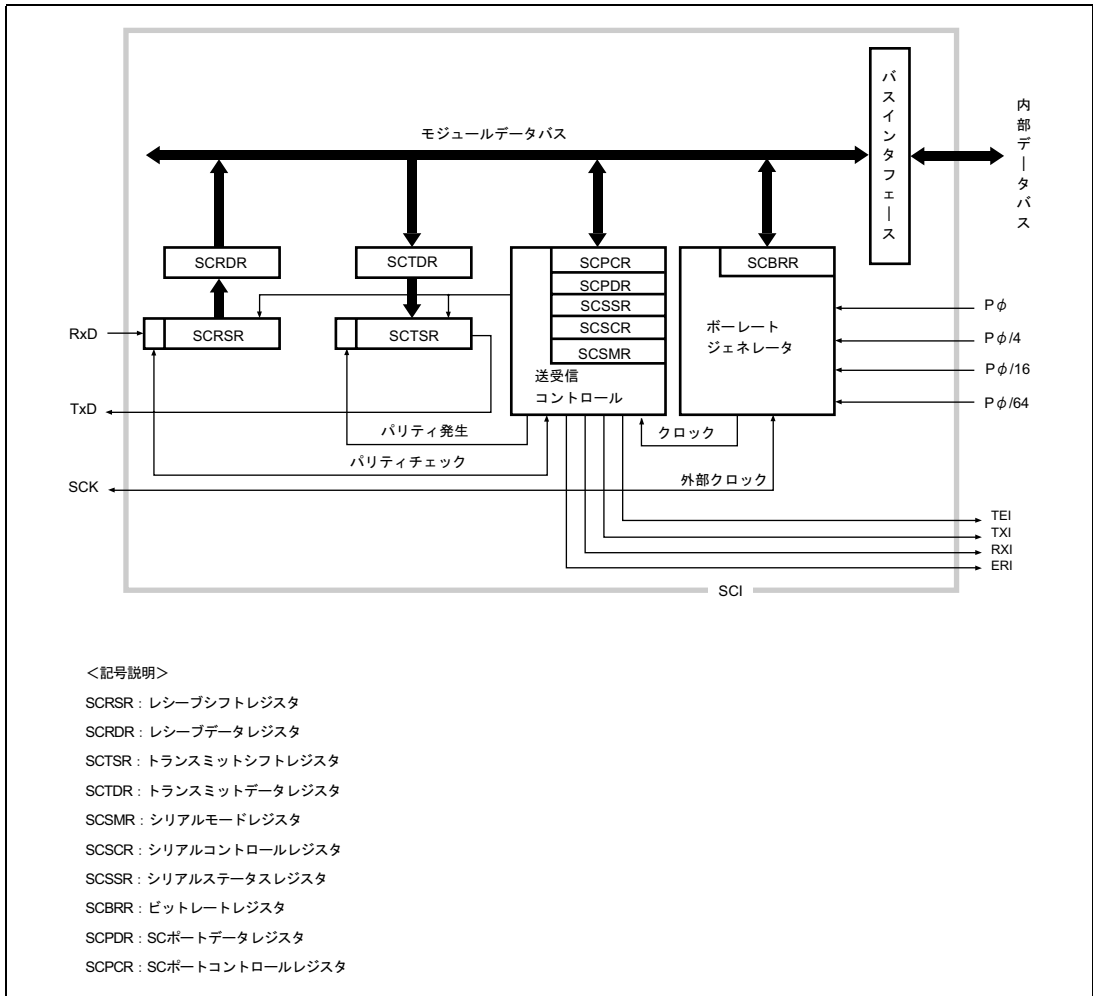 バスインタフェース
内部データバス
モジュールデータバス
SCRDR
SCTDR
SCPCR
SCPDR
SCSSR
SCSCR
SCSMR
送受信
コントロール
SCBRR
ボーレート
ジェネレータ
RxD
SCRSR
SCTSR
Pφ
Pφ/4
Pφ/16
Pφ/64
TxD
パリティ発生
クロック
パリティチェック
SCK
外部クロック
TEI
TXI
RXI
ERI
SCI
＜記号説明＞
SCRSR：レシーブシフトレジスタ
SCRDR：レシーブデータレジスタ
SCTSR：トランスミットシフトレジスタ
SCTDR：トランスミットデータレジスタ
SCSMR：シリアルモードレジスタ
SCSCR：シリアルコントロールレジスタ
SCSSR：シリアルステータスレジスタ
SCBRR：ビットレートレジスタ
SCPDR：SCポートデータレジスタ
SCPCR：SCポートコントロールレジスタ